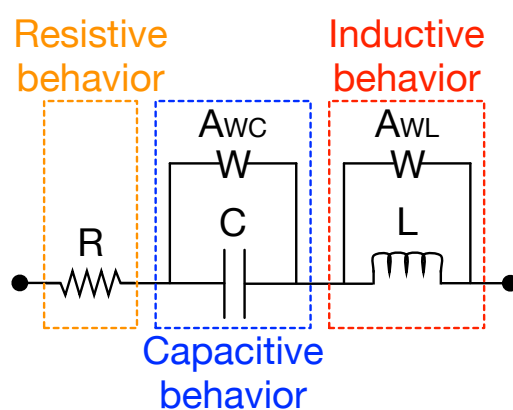 Resistive
behavior
Inductive
behavior
AWC
W
AWL
W
R
C
L
Capacitive
behavior